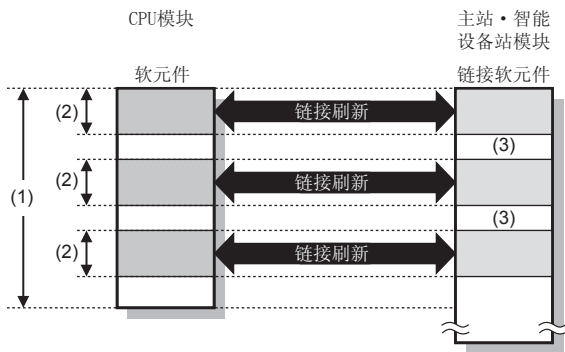 CPU模块
主站·智能
设备站模块
软元件
链接软元件
(2)
链接刷新
(3)
(2)
链接刷新
(1)
(3)
(2)
链接刷新